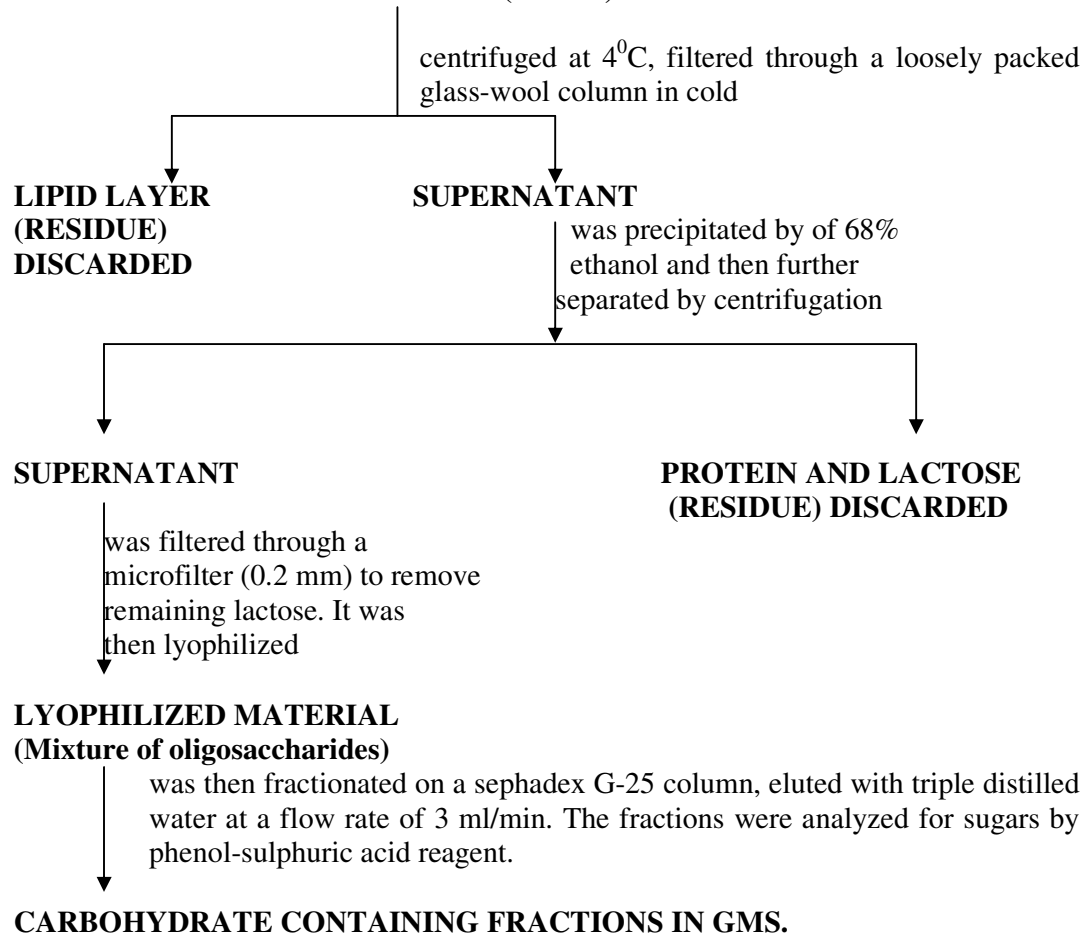 centrifuged at 4⁰C, filtered through a loosely packed
glass-wool column in cold
LIPID LAYER
(RESIDUE)
DISCARDED
SUPERNATANT
was precipitated by of 68%
ethanol and then further
separated by centrifugation
SUPERNATANT
PROTEIN AND LACTOSE
(RESIDUE) DISCARDED
was filtered through a
microfilter (0.2 mm) to remove
remaining lactose. It was
then lyophilized
LYOPHILIZED MATERIAL
(Mixture of oligosaccharides)
was then fractionated on a sephadex G-25 column, eluted with triple distilled
water at a flow rate of 3 ml/min. The fractions were analyzed for sugars by
phenol-sulphuric acid reagent.
CARBOHYDRATE CONTAINING FRACTIONS IN GMS.